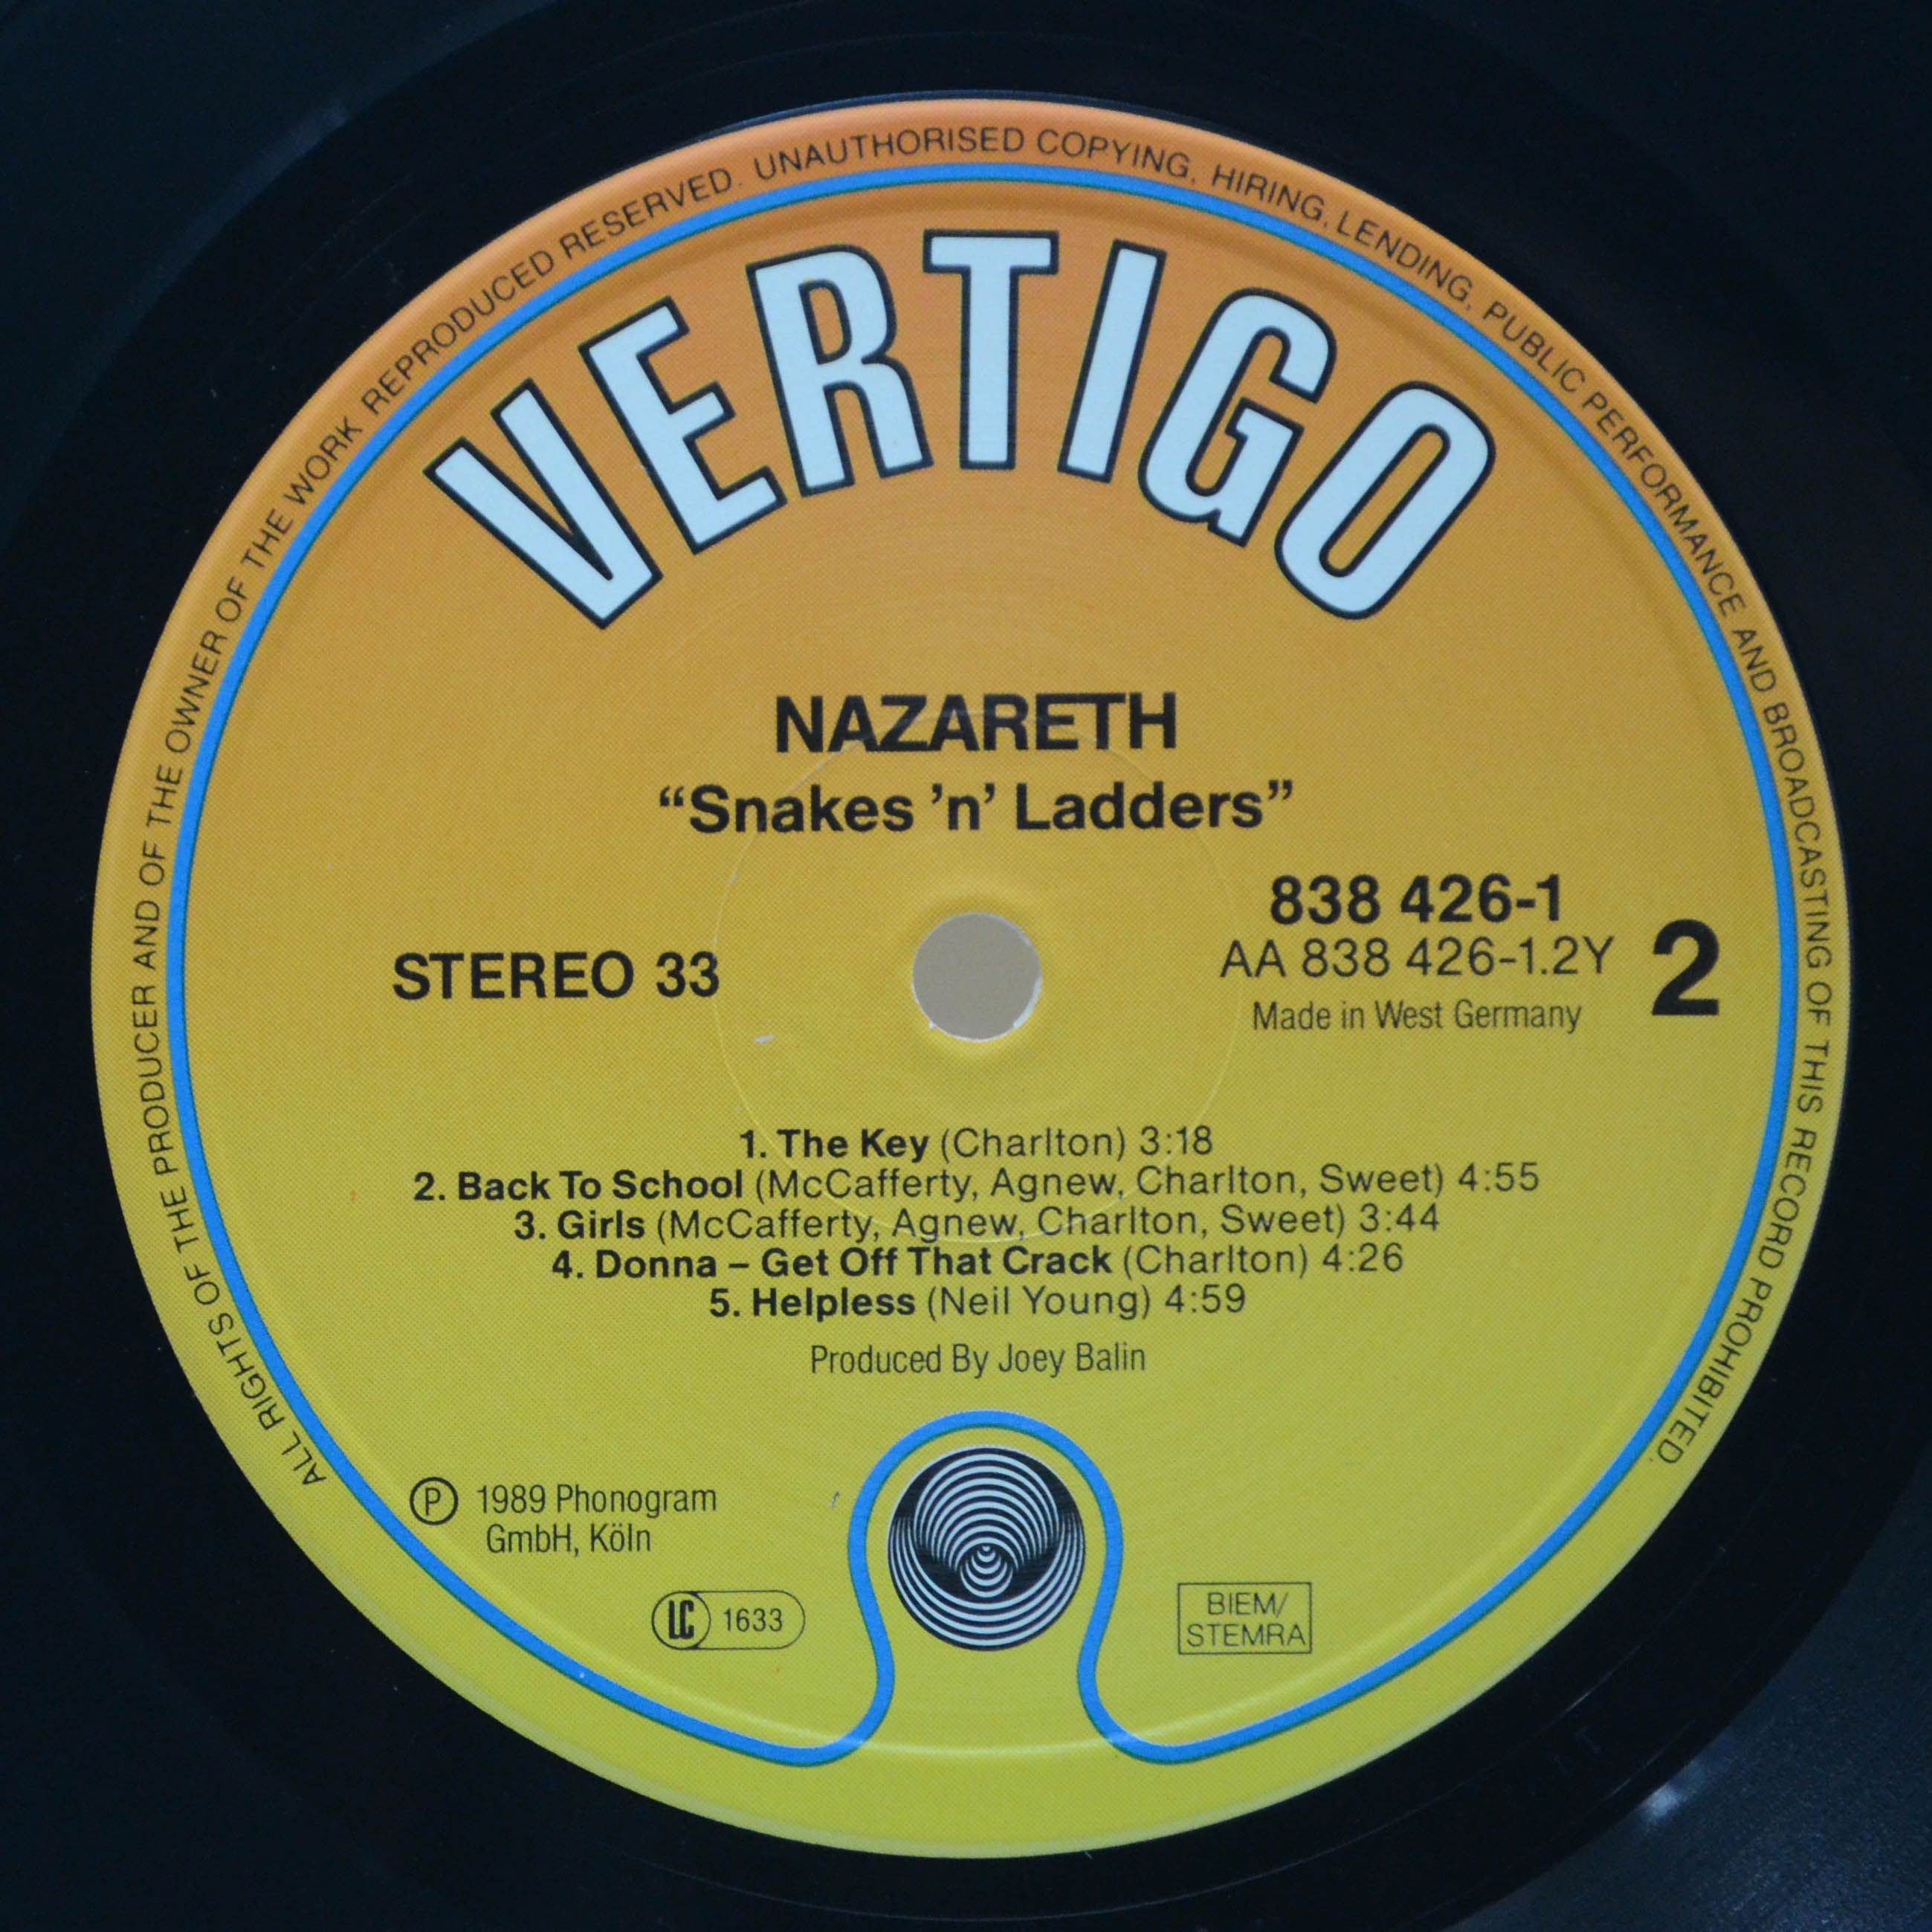 ALL RIGHTS OF THE PRODUCER AND OF THE OWNER OF THE WORK REPRODUCED RESERVED. UNAUTHORISED COPYING, HIRING, LENDING, PUBLIC PERFORMANCE AND BROADCASTING OF THIS RECORD PROHIBITED.
VERTIGO
NAZARETH
“Snakes ’n’ Ladders”
STEREO 33
838 426-1
AA 838 426-1.2Y
Made in West Germany
2
1. The Key (Charlton) 3:18
2. Back To School (McCafferty, Agnew, Charlton, Sweet) 4:55
3. Girls (McCafferty, Agnew, Charlton, Sweet) 3:44
4. Donna – Get Off That Crack (Charlton) 4:26
5. Helpless (Neil Young) 4:59
Produced By Joey Balin
Ⓟ 1989 Phonogram
GmbH, Köln
LC 1633
BIEM/
STEMRA